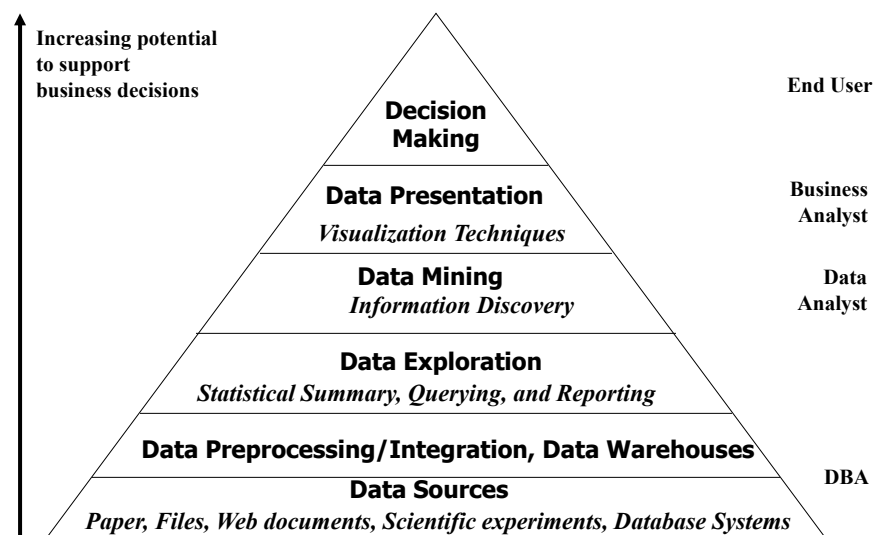 Increasing potential
to support
business decisions
End User
Decision
Making
Data Presentation
Visualization Techniques
Business
Analyst
Data Mining
Information Discovery
Data
Analyst
Data Exploration
Statistical Summary, Querying, and Reporting
Data Preprocessing/Integration, Data Warehouses
DBA
Data Sources
Paper, Files, Web documents, Scientific experiments, Database Systems